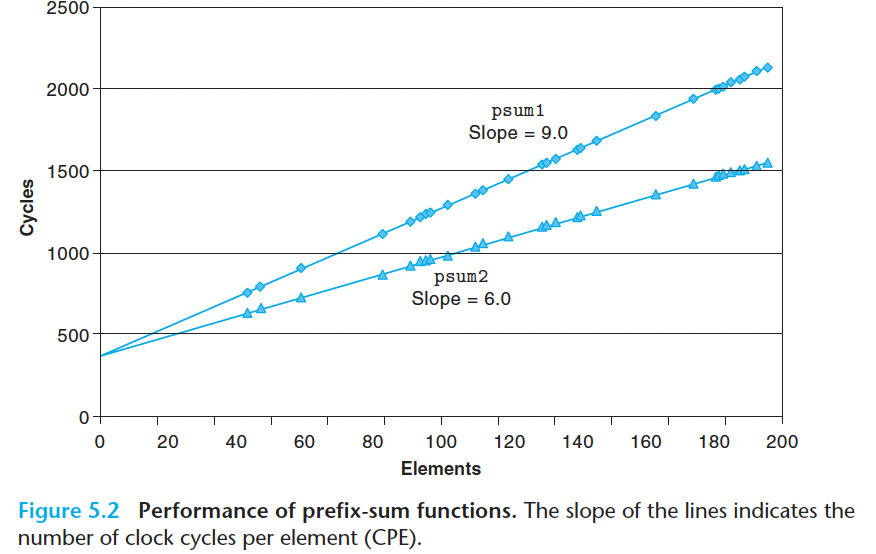 2500
2000
1500
1000
500
0
Cycles
psum1
Slope = 9.0
psum2
Slope = 6.0
0 20 40 60 80 100 120 140 160 180 200
Elements
Figure 5.2 Performance of prefix-sum functions. The slope of the lines indicates the
number of clock cycles per element (CPE).